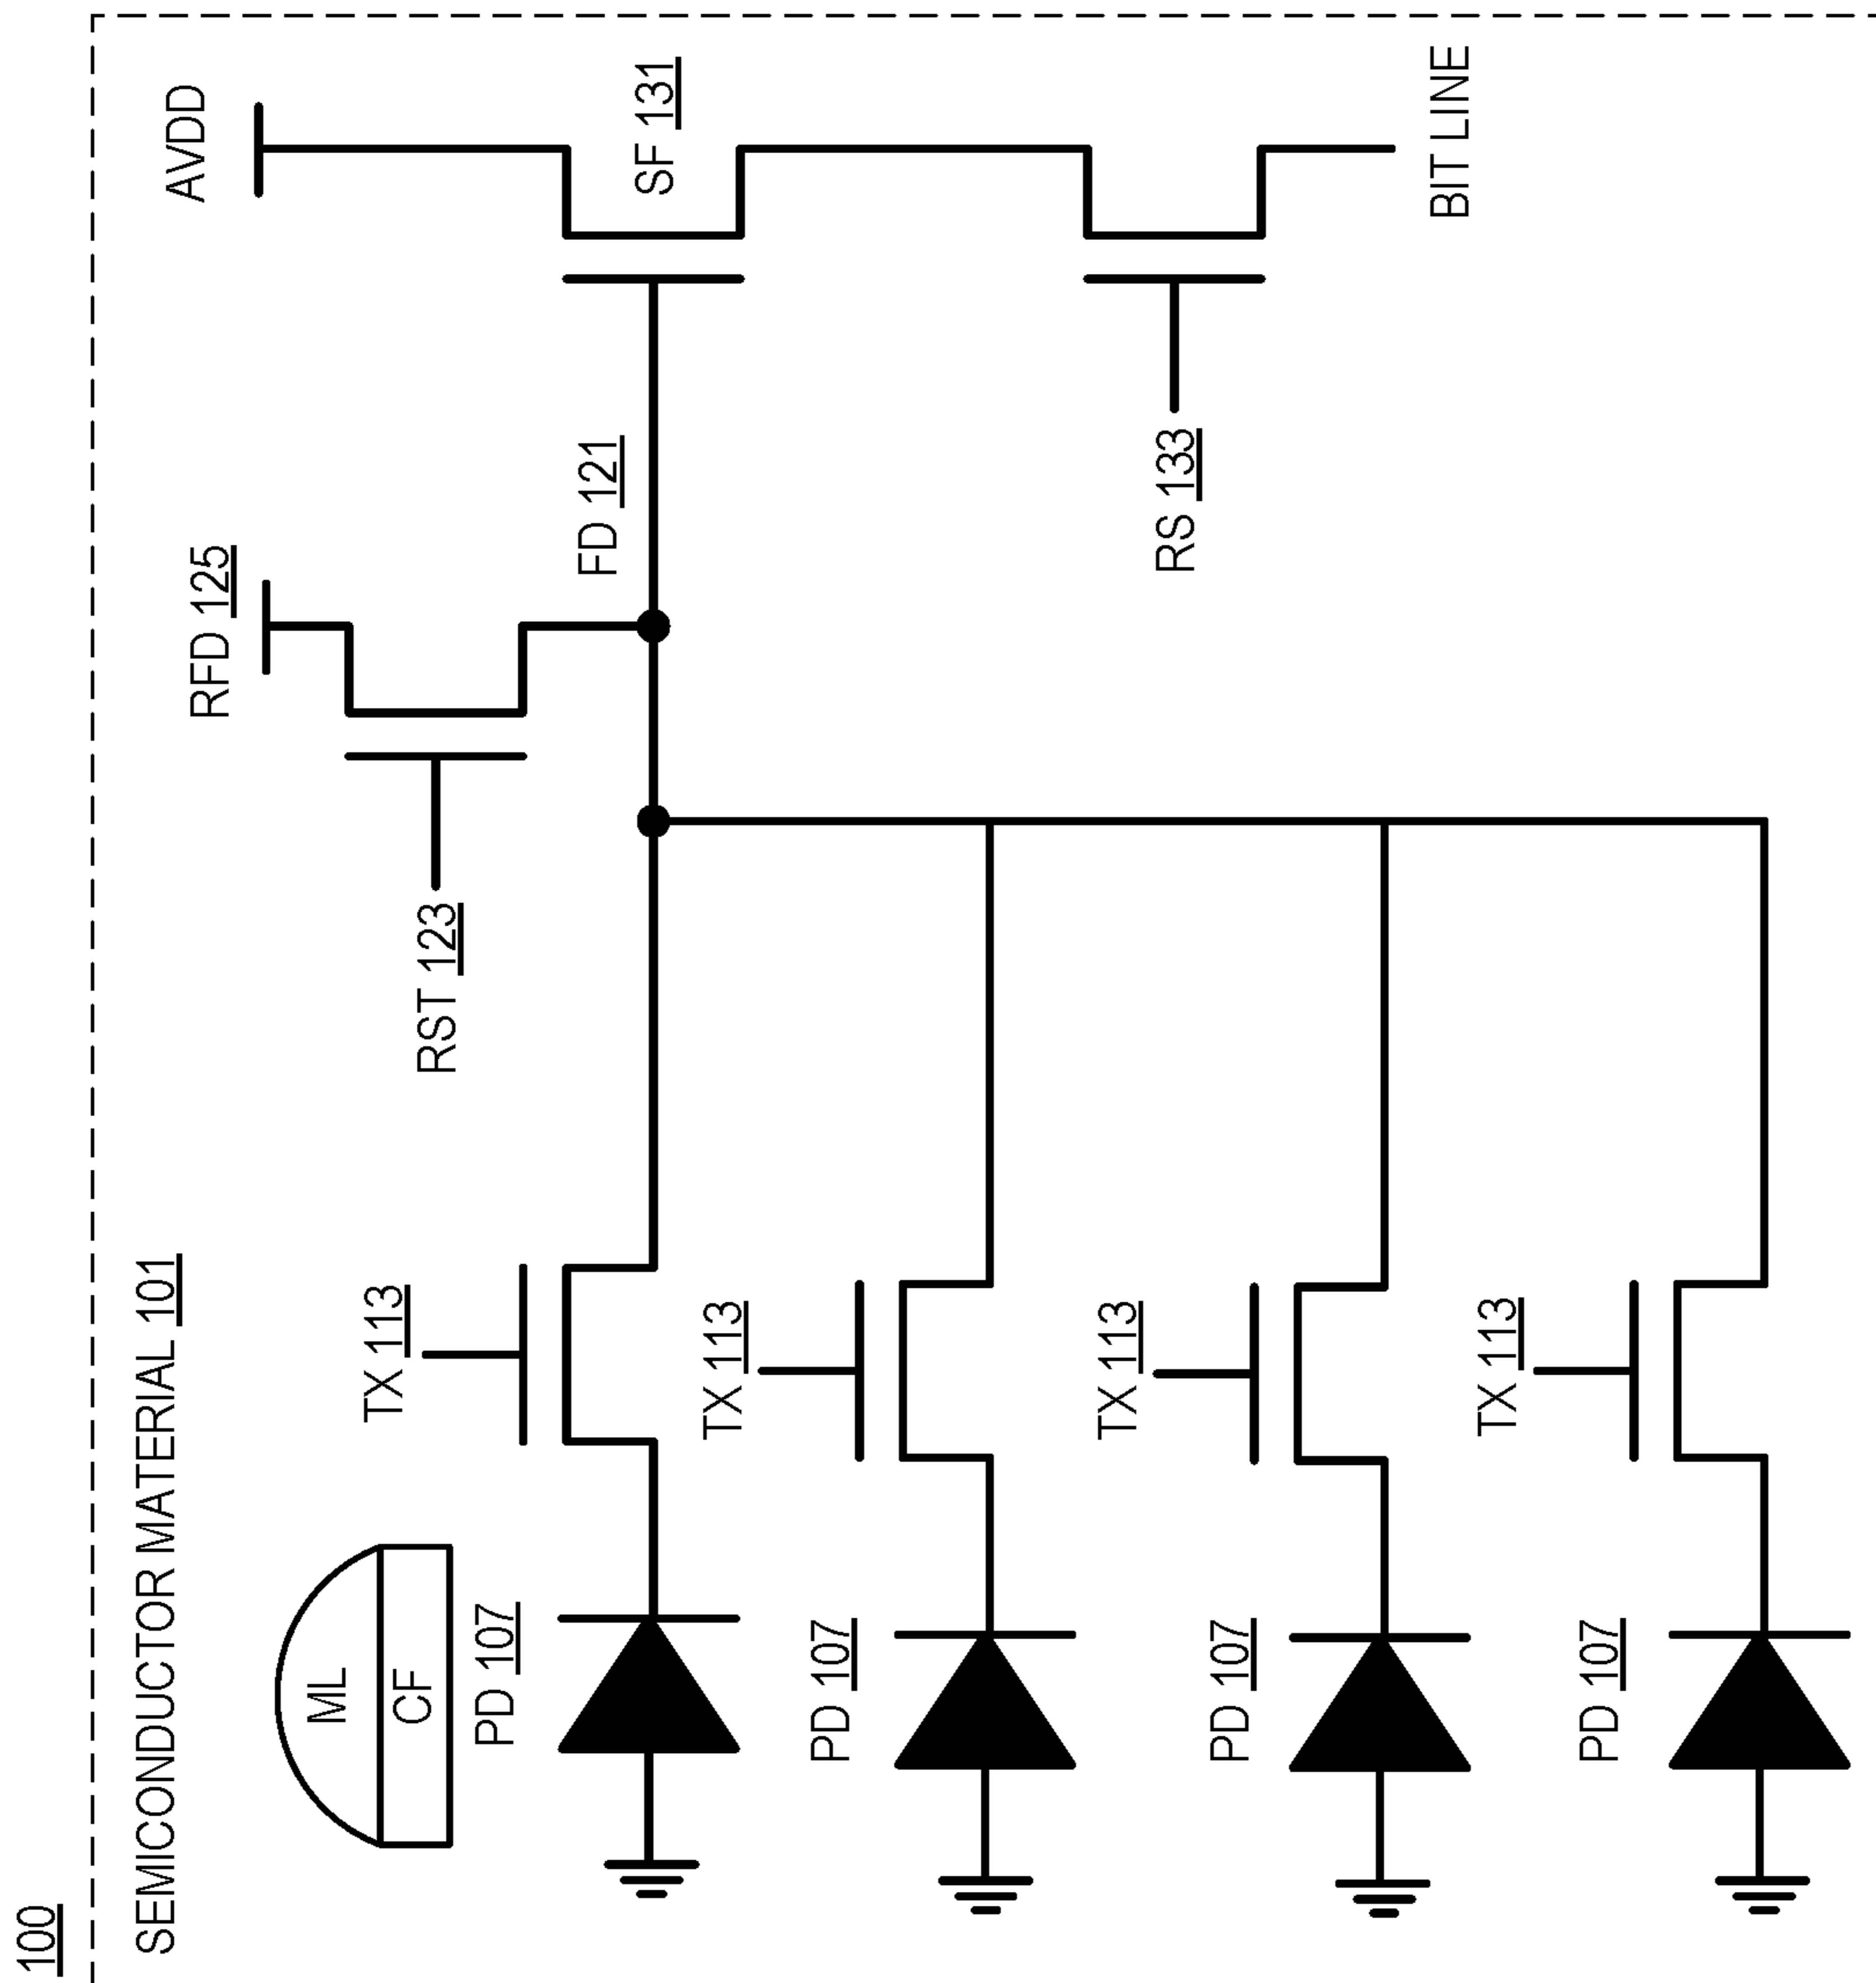 100
SEMICONDUCTOR MATERIAL 101
ML
CF
PD 107
TX 113
RST 123
RFD 125
FD 121
AVDD
SF 131
RS 133
BIT LINE
PD 107
TX 113
PD 107
TX 113
PD 107
TX 113